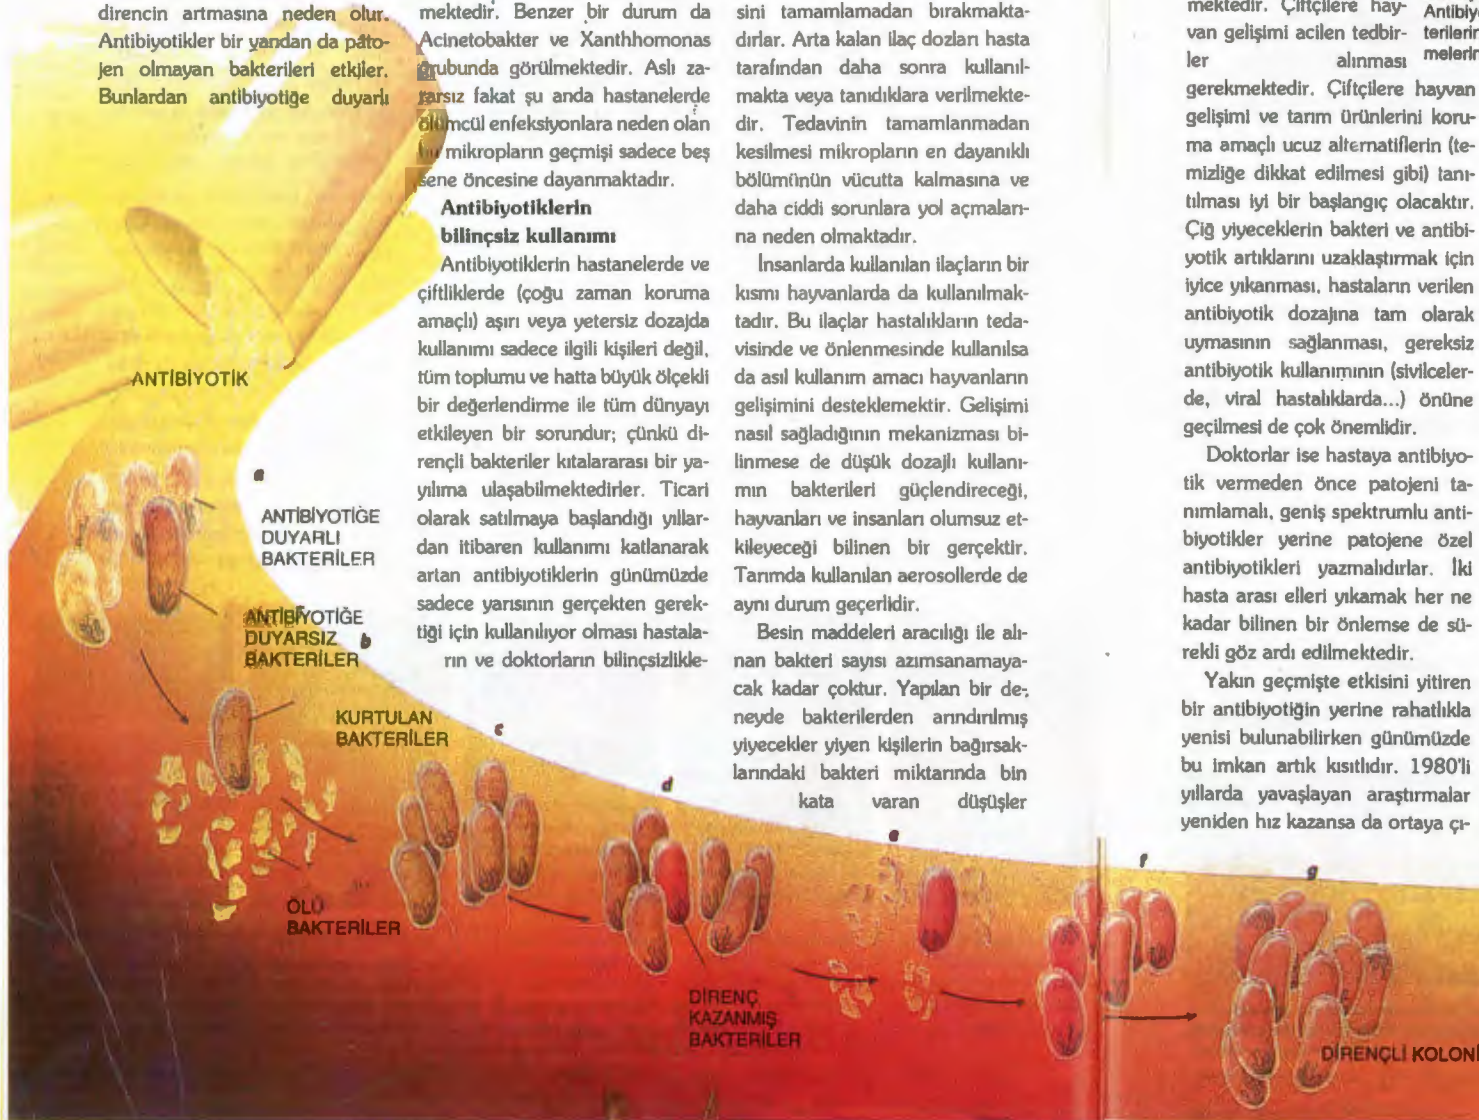 direncin artmasına neden olur.
Antibiyotikler bir yandan da pato-
jen olmayan bakterileri etkiler.
Bunlardan antibiyotiğe duyarlı
mektedir. Benzer bir durum da
Acinetobakter ve Xanthhomonas
grubunda görülmektedir. Aslı za-
rarsız fakat şu anda hastanelerde
ölümcül enfeksiyonlara neden olan
bu mikropların geçmişi sadece beş
sene öncesine dayanmaktadır.
Antibiyotiklerin
bilinçsiz kullanımı
Antibiyotiklerin hastanelerde ve
çiftliklerde (çoğu zaman koruma
amaçlı) aşırı veya yetersiz dozajda
kullanımı sadece ilgili kişileri değil,
tüm toplumu ve hatta büyük ölçekli
bir değerlendirme ile tüm dünyayı
etkileyen bir sorundur; çünkü di-
rençli bakteriler kıtalararası bir ya-
yılıma ulaşabilmektedirler. Ticari
olarak satılmaya başlandığı yıllar-
dan itibaren kullanımı katlanarak
artan antibiyotiklerin günümüzde
sadece yarısının gerçekten gerek-
tiği için kullanılıyor olması hastala-
rın ve doktorların bilinçsizlikle-
sini tamamlamadan bırakmakta-
dırlar. Arta kalan ilaç dozları hasta
tarafından daha sonra kullanıl-
makta veya tanıdıklara verilmekte-
dir. Tedavinin tamamlanmadan
kesilmesi mikropların en dayanıklı
bölümünün vücutta kalmasına ve
daha ciddi sorunlara yol açmaları-
na neden olmaktadır.
İnsanlarda kullanılan ilaçların bir
kısmı hayvanlarda da kullanılmak-
tadır. Bu ilaçlar hastalıkların teda-
visinde ve önlenmesinde kullanılsa
da asıl kullanım amacı hayvanların
gelişimini desteklemektir. Gelişimi
nasıl sağladığının mekanizması bi-
linmese de düşük dozajlı kullanı-
mın bakterileri güçlendireceği,
hayvanları ve insanları olumsuz et-
kileyeceği bilinen bir gerçektir.
Tarımda kullanılan aerosollerde de
aynı durum geçerlidir.
Besin maddeleri aracılığı ile alı-
nan bakteri sayısı azımsanamaya-
cak kadar çoktur. Yapılan bir de-
neyde bakterilerden arındırılmış
yiyecekler yiyen kişilerin bağırsak-
larındaki bakteri miktarında bin
kata varan düşüşler
mektedir. Çiftçilere hay-
van gelişimi acilen tedbir-
ler alınması
gerekmektedir. Çiftçilere hayvan
gelişimi ve tarım ürünlerini koru-
ma amaçlı ucuz alternatiflerin (te-
mizliğe dikkat edilmesi gibi) tanı-
tılması iyi bir başlangıç olacaktır.
Çiğ yiyeceklerin bakteri ve antibi-
yotik artıklarını uzaklaştırmak için
iyice yıkanması, hastaların verilen
antibiyotik dozajına tam olarak
uymasının sağlanması, gereksiz
antibiyotik kullanımının (sivilceler-
de, viral hastalıklarda...) önüne
geçilmesi de çok önemlidir.
Doktorlar ise hastaya antibiyo-
tik vermeden önce patojeni ta-
nımlamalı, geniş spektrumlu anti-
biyotikler yerine patojene özel
antibiyotikleri yazmalıdırlar. İki
hasta arası elleri yıkamak her ne
kadar bilinen bir önlemse de sü-
rekli göz ardı edilmektedir.
Yakın geçmişte etkisini yitiren
bir antibiyotiğin yerine rahatlıkla
yenisi bulunabilirken günümüzde
bu imkan artık kısıtlıdır. 1980'li
yıllarda yavaşlayan araştırmalar
yeniden hız kazansa da ortaya çı-
Antibiy
terilerin
melerin
ANTİBİYOTİK
a
ANTİBİYOTİĞE
DUYARLI
BAKTERİLER
ANTİBİYOTİĞE
DUYARSIZ
BAKTERİLER
b
KURTULAN
BAKTERİLER
c
ÖLÜ
BAKTERİLER
d
DİRENÇ
KAZANMIŞ
BAKTERİLER
e
f
g
DİRENÇLİ KOLONİ